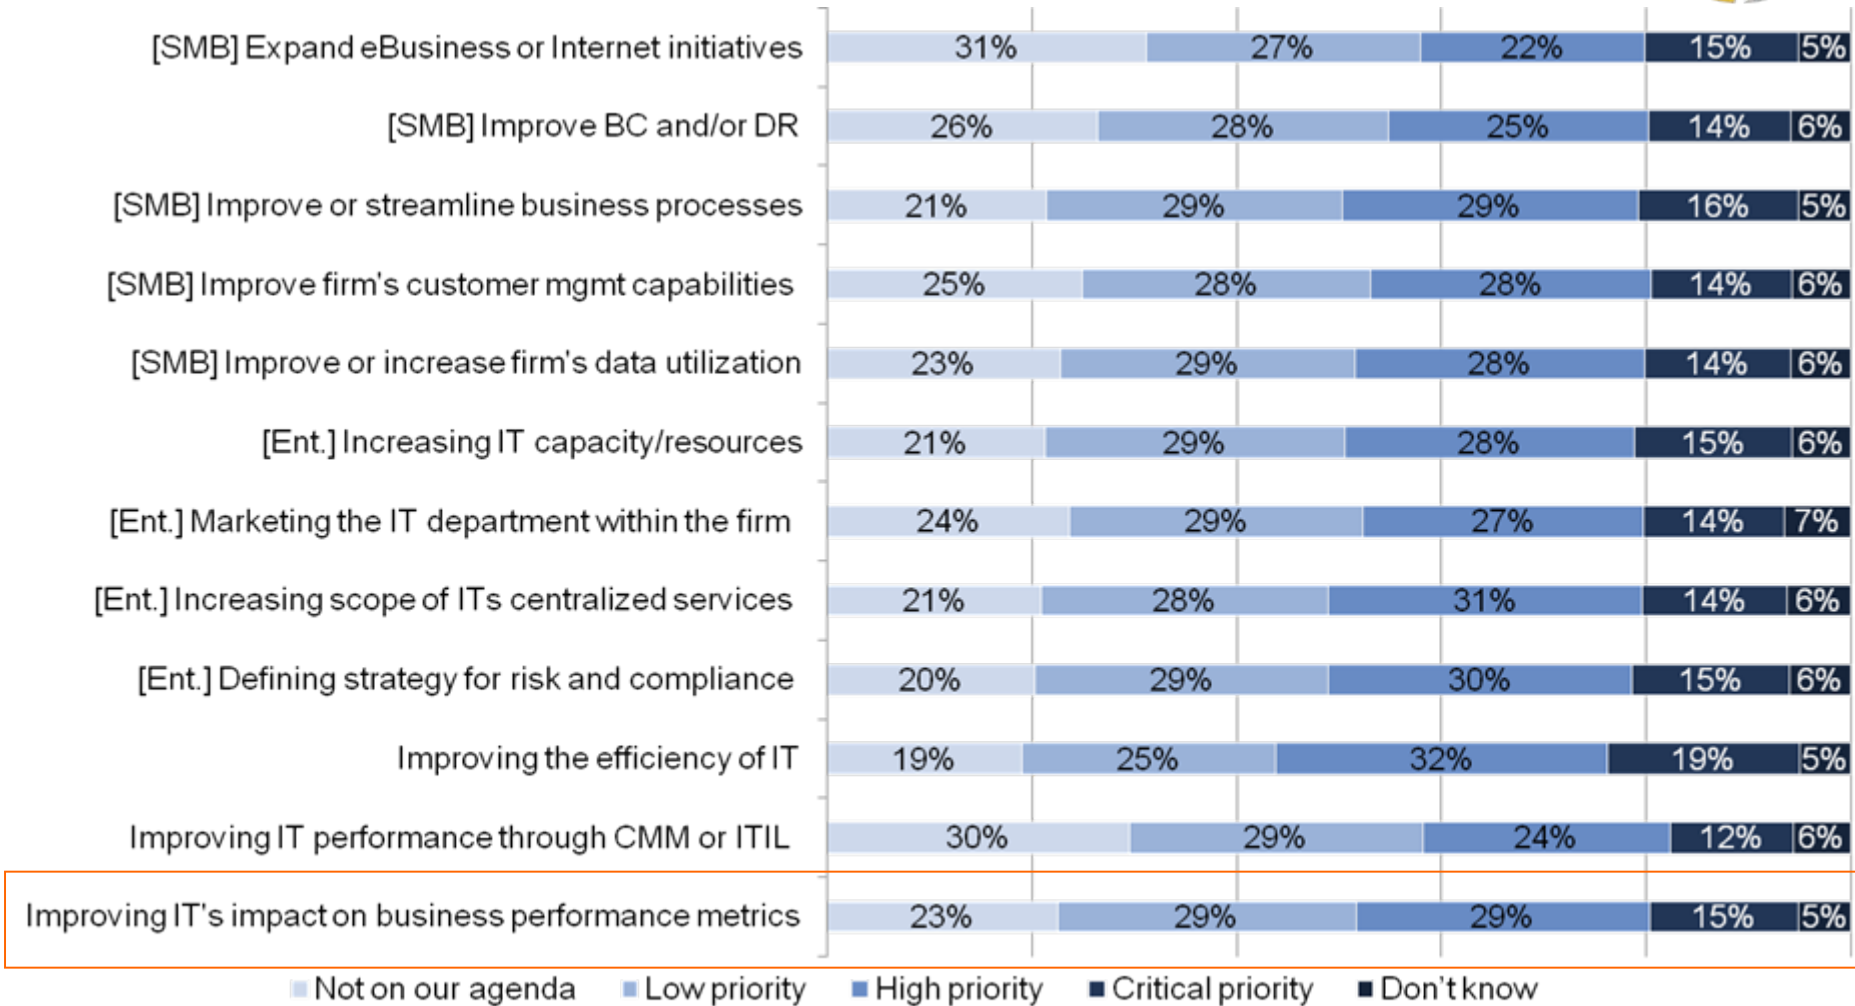 [SMB] Expand eBusiness or Internet initiatives 31% 27% 22% 15% 5%
[SMB] Improve BC and/or DR 26% 28% 25% 14% 6%
[SMB] Improve or streamline business processes 21% 29% 29% 16% 5%
[SMB] Improve firm's customer mgmt capabilities 25% 28% 28% 14% 6%
[SMB] Improve or increase firm's data utilization 23% 29% 28% 14% 6%
[Ent.] Increasing IT capacity/resources 21% 29% 28% 15% 6%
[Ent.] Marketing the IT department within the firm 24% 29% 27% 14% 7%
[Ent.] Increasing scope of ITs centralized services 21% 28% 31% 14% 6%
[Ent.] Defining strategy for risk and compliance 20% 29% 30% 15% 6%
Improving the efficiency of IT 19% 25% 32% 19% 5%
Improving IT performance through CMM or ITIL 30% 29% 24% 12% 6%
Improving IT's impact on business performance metrics 23% 29% 29% 15% 5%
Not on our agenda Low priority High priority Critical priority Don't know